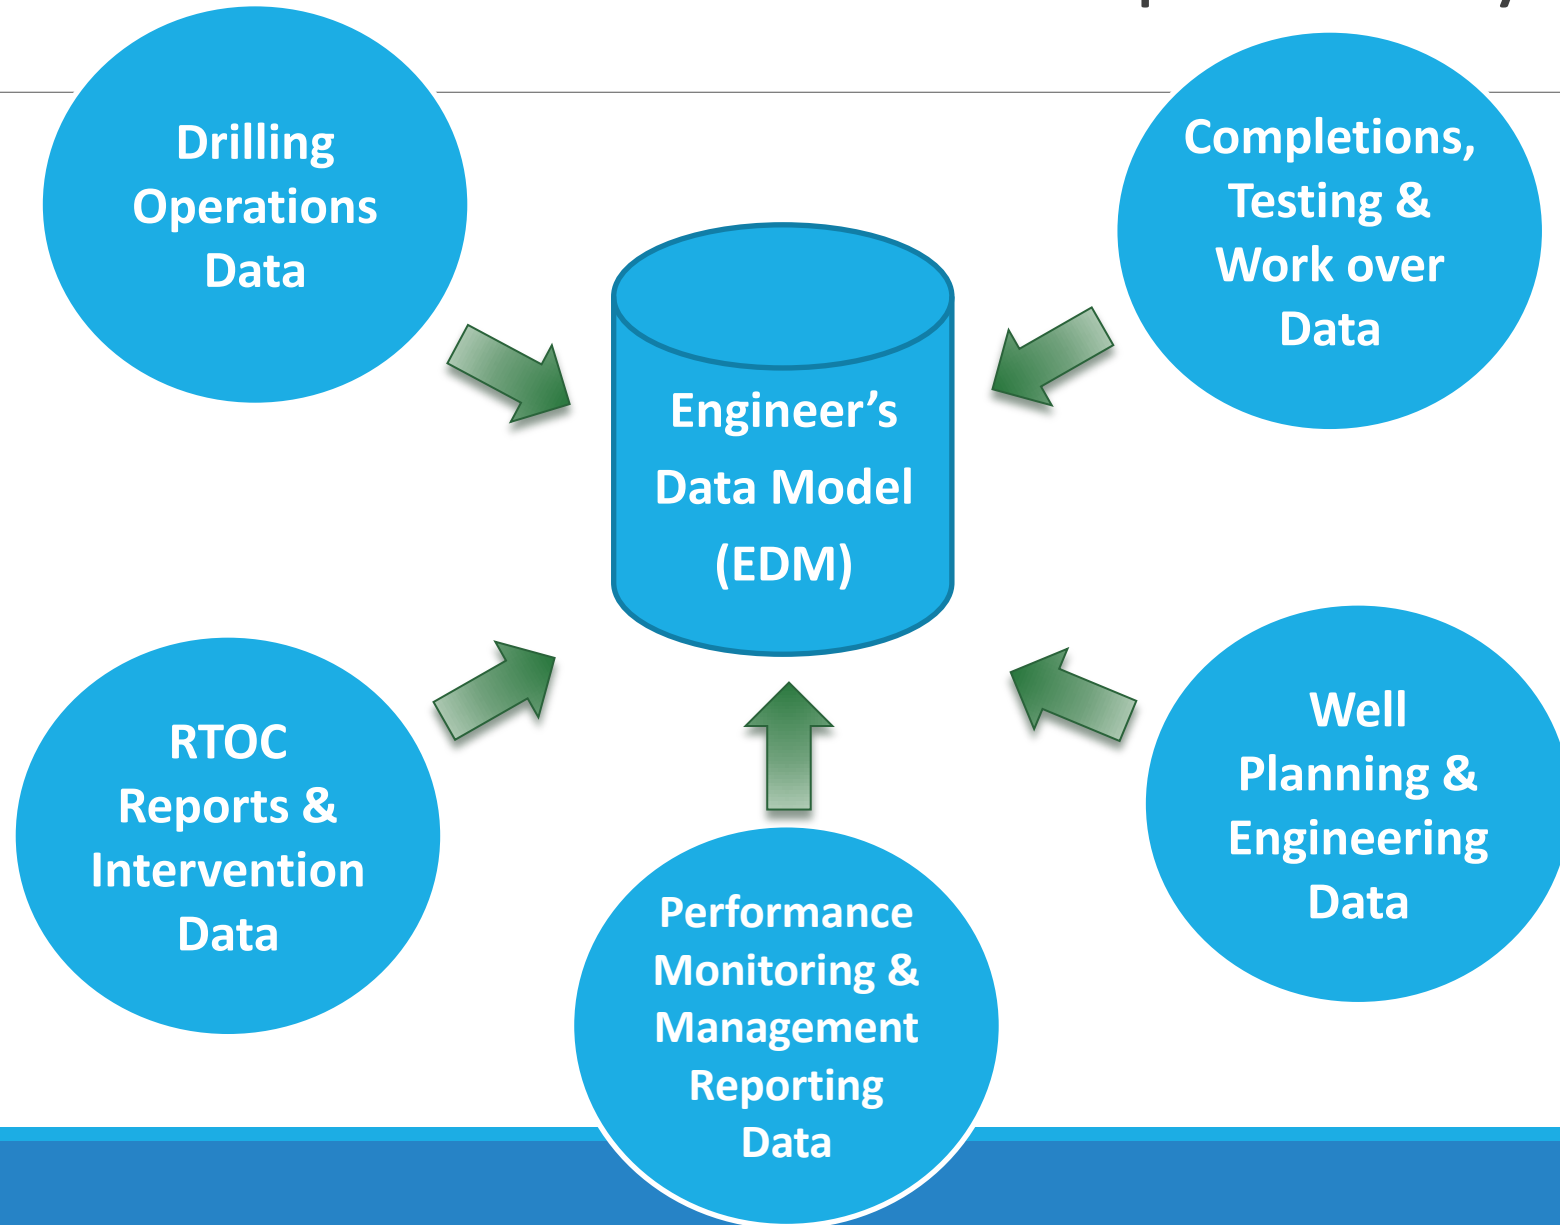 Drilling
Operations
Data
Completions,
Testing &
Work over
Data
Engineer’s
Data Model
(EDM)
RTOC
Reports &
Intervention
Data
Performance
Monitoring &
Management
Reporting
Data
Well
Planning &
Engineering
Data